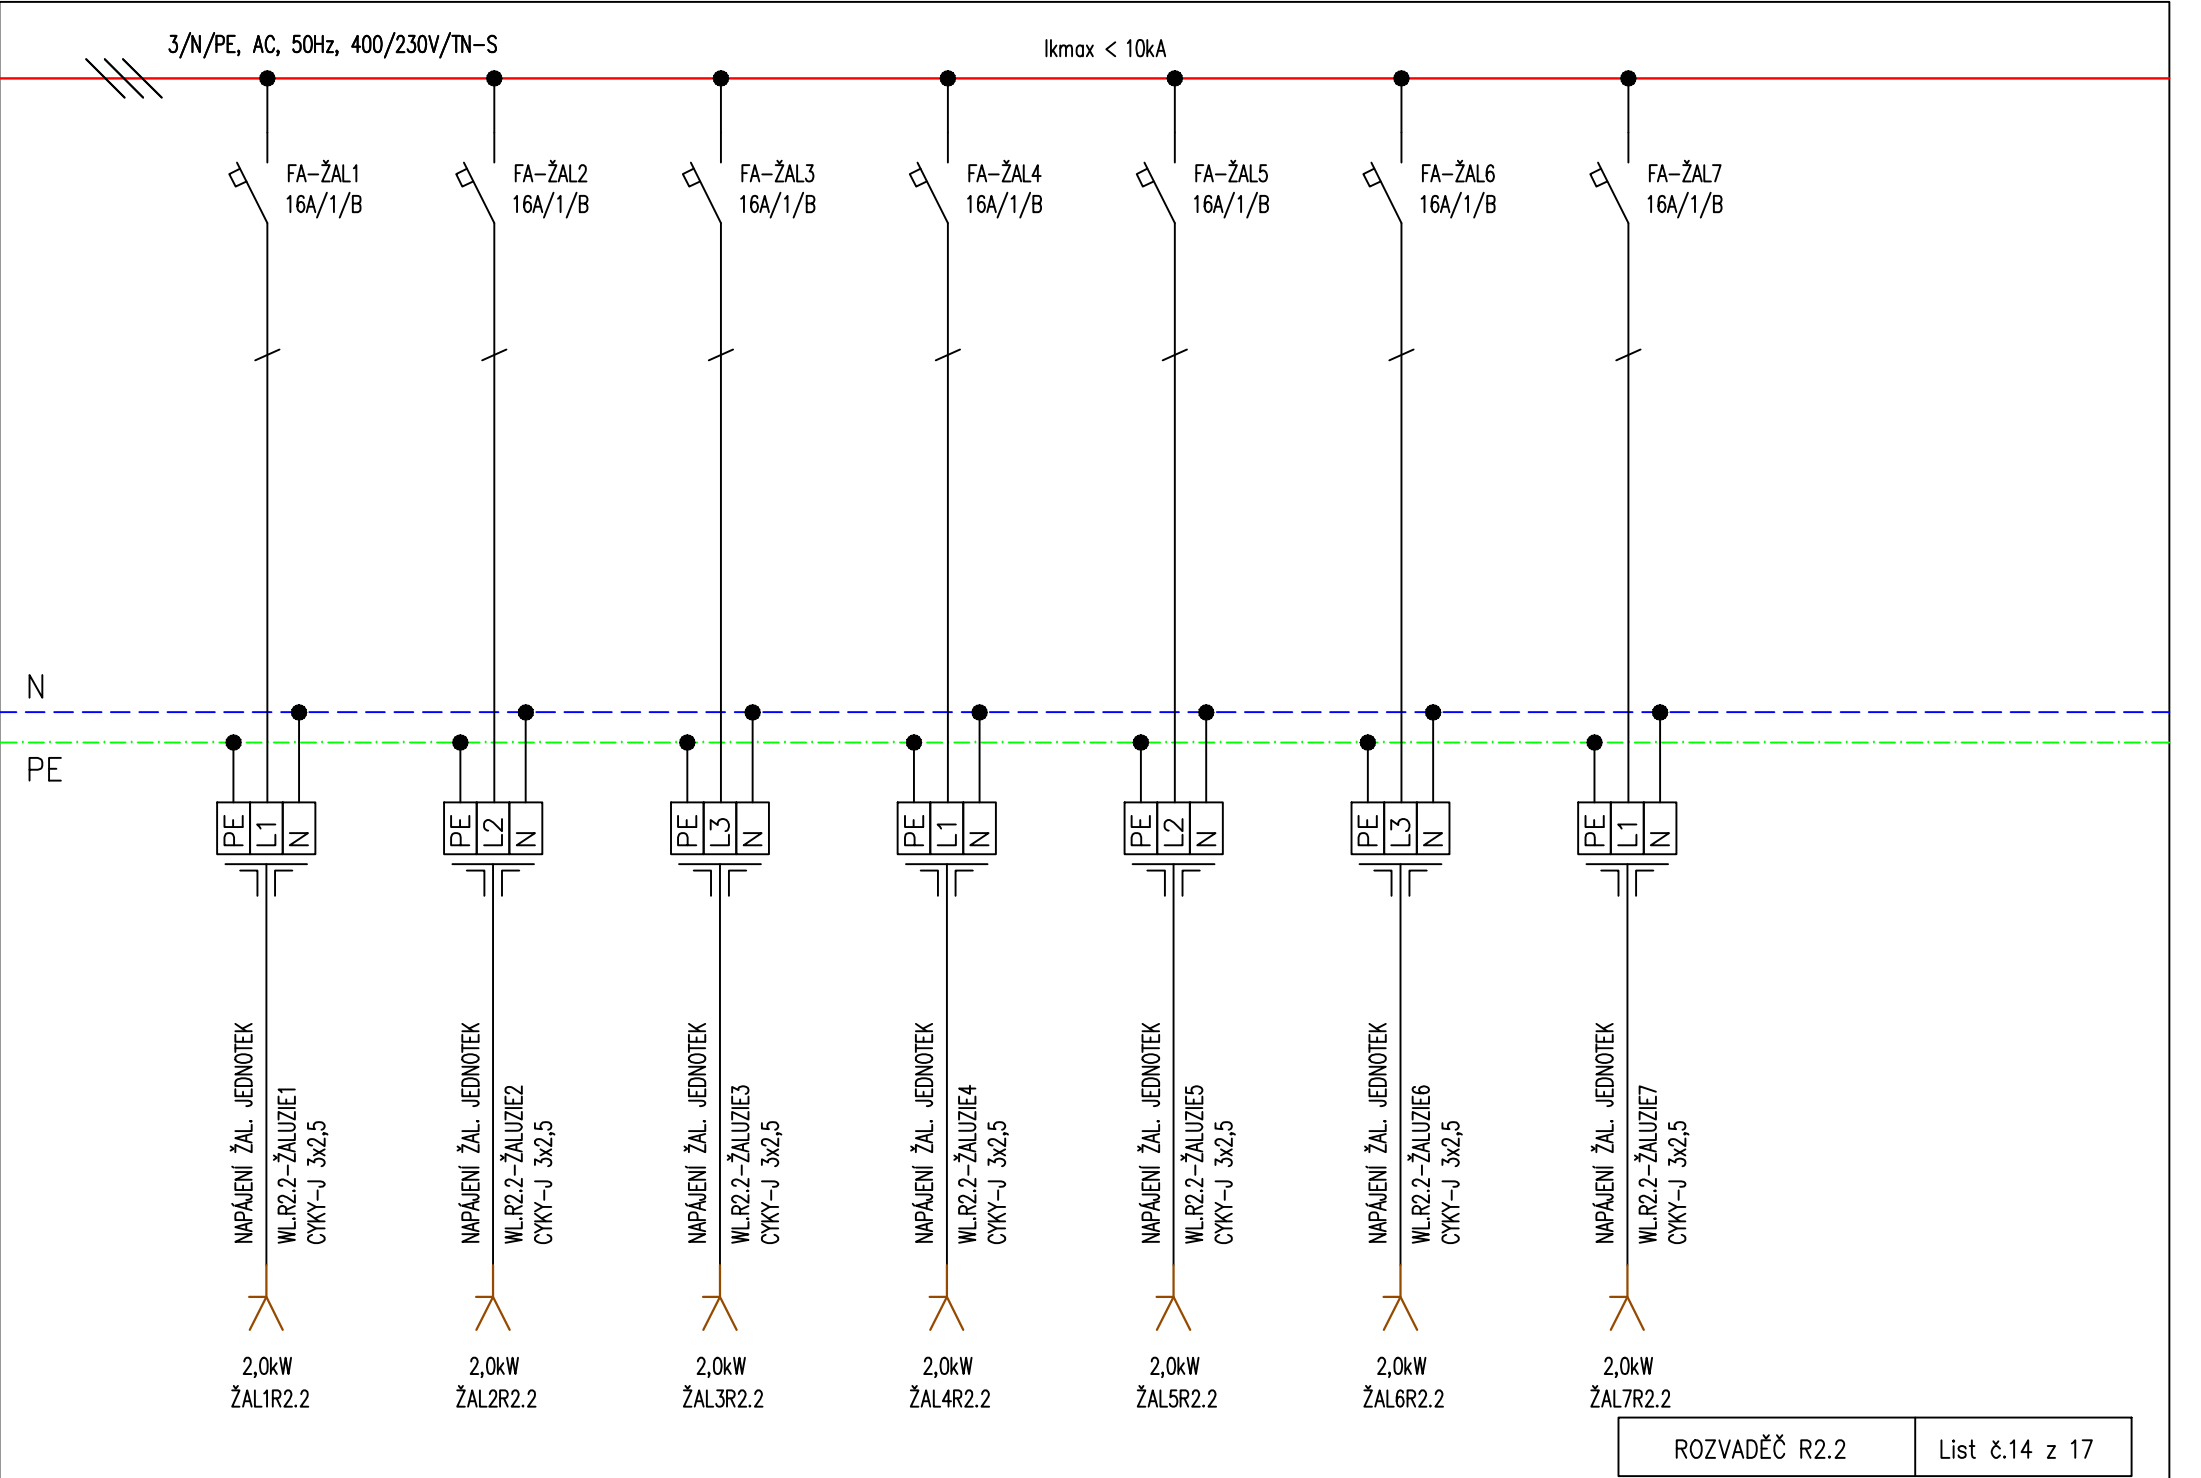 3/N/PE, AC, 50Hz, 400/230V/TN-S
Ikmax < 10kA
FA-ŽAL1
16A/1/B
FA-ŽAL2
16A/1/B
FA-ŽAL3
16A/1/B
FA-ŽAL4
16A/1/B
FA-ŽAL5
16A/1/B
FA-ŽAL6
16A/1/B
FA-ŽAL7
16A/1/B
N
PE
PE L1 N
PE L2 N
PE L3 N
PE L1 N
PE L2 N
PE L3 N
PE L1 N
NAPÁJENÍ ŽAL. JEDNOTEK
WL.R2.2-ŽALUZIE1
CYKY-J 3x2,5
NAPÁJENÍ ŽAL. JEDNOTEK
WL.R2.2-ŽALUZIE2
CYKY-J 3x2,5
NAPÁJENÍ ŽAL. JEDNOTEK
WL.R2.2-ŽALUZIE3
CYKY-J 3x2,5
NAPÁJENÍ ŽAL. JEDNOTEK
WL.R2.2-ŽALUZIE4
CYKY-J 3x2,5
NAPÁJENÍ ŽAL. JEDNOTEK
WL.R2.2-ŽALUZIE5
CYKY-J 3x2,5
NAPÁJENÍ ŽAL. JEDNOTEK
WL.R2.2-ŽALUZIE6
CYKY-J 3x2,5
NAPÁJENÍ ŽAL. JEDNOTEK
WL.R2.2-ŽALUZIE7
CYKY-J 3x2,5
2,0kW
ŽAL1R2.2
2,0kW
ŽAL2R2.2
2,0kW
ŽAL3R2.2
2,0kW
ŽAL4R2.2
2,0kW
ŽAL5R2.2
2,0kW
ŽAL6R2.2
2,0kW
ŽAL7R2.2
ROZVADĚČ R2.2
List č.14 z 17